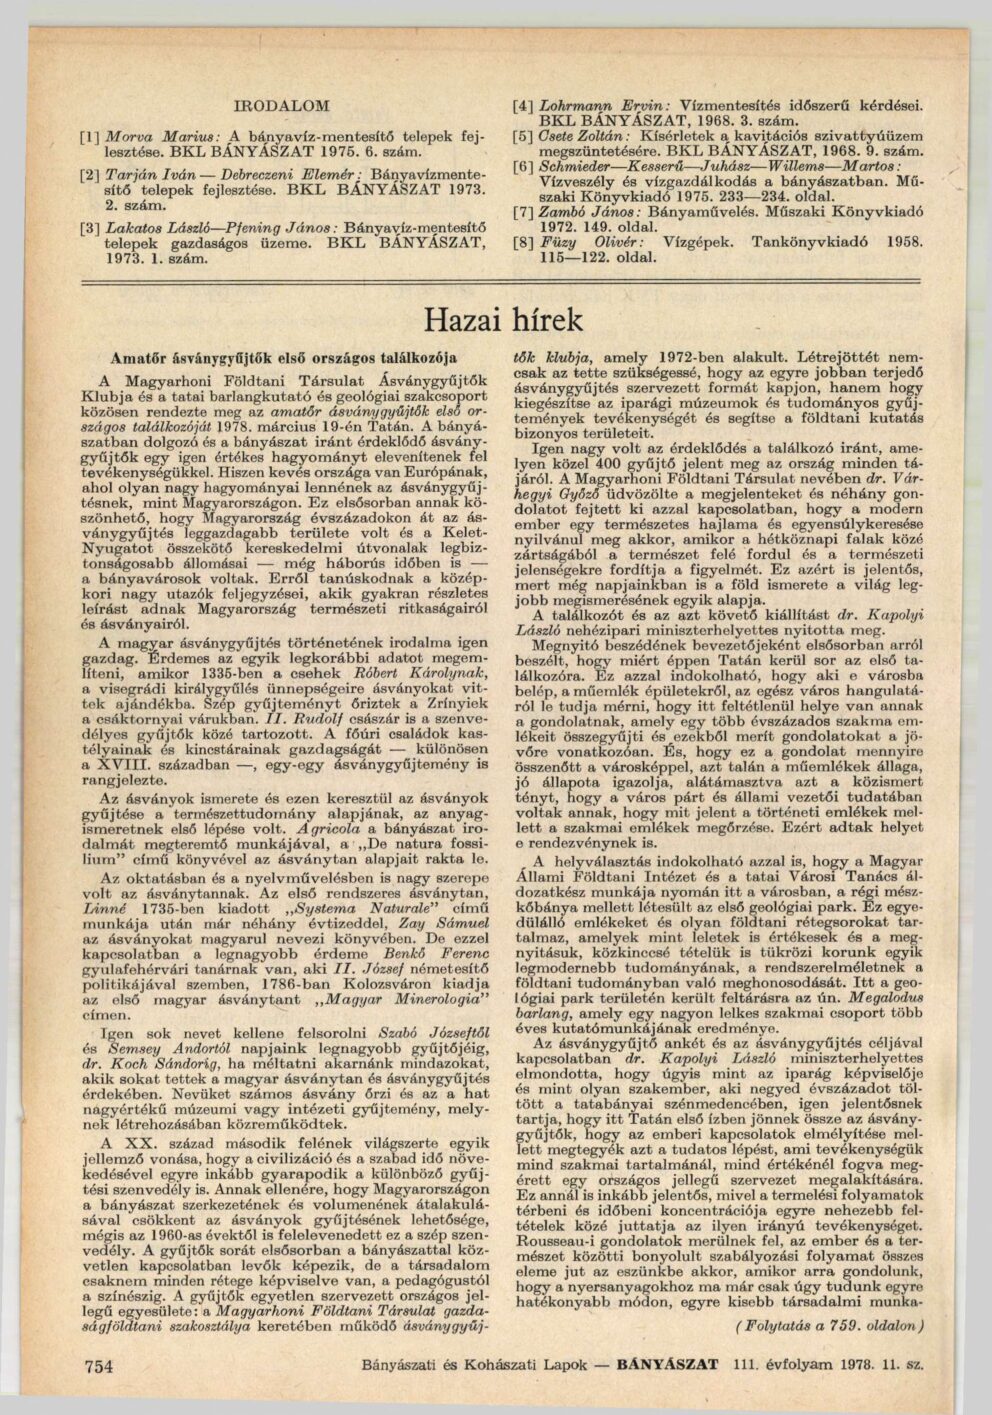 IRODALOM
[1] Morva Marius: A bányavíz-mentesítő telepek fej-
lesztése. BKL BÁNYÁSZAT 1975. 6. szám.
[2] Tarján Iván — Debreczeni Elemér: Bányavízmente-
sítő telepek fejlesztése. BKL BÁNYÁSZAT 1973.
2. szám.
[3] Lakatos László—Pfening János: Bányavíz-mentesítő
telepek gazdaságos üzeme. BKL BÁNYÁSZAT,
1973. 1. szám.
[4] Lohrmann Ervin: Vízmentesítés időszerű kérdései.
BKL BÁNYÁSZAT, 1968. 3. szám.
[5] Csete Zoltán: Kísérletek a kavitációs szivattyúüzem
megszüntetésére. BKL BÁNYÁSZAT, 1968. 9. szám.
[6] Schmieder—Kesserű—Juhász—Willems—Martos:
Vízveszély és vízgazdálkodás a bányászatban. Mű-
szaki Könyvkiadó 1975. 233—234. oldal.
[7] Zambó János: Bányaművelés. Műszaki Könyvkiadó
1972. 149. oldal.
[8] Füzy Olivér: Vízgépek. Tankönyvkiadó 1958.
115—122. oldal.
Hazai hírek
Amatőr ásványgyűjtők első országos találkozója
A Magyarhoni Földtani Társulat Ásványgyűjtők
Klubja és a tatai barlangkutató és geológiai szakcsoport
közösen rendezte meg az amatőr ásványgyűjtők első or-
szágos találkozóját 1978. március 19-én Tatán. A bányá-
szatban dolgozó és a bányászat iránt érdeklődő ásvány-
gyűjtők egy igen értékes hagyományt elevenítenek fel
tevékenységükkel. Hiszen kevés országa van Európának,
ahol olyan nagy hagyományai lennének az ásványgyűj-
tésnek, mint Magyarországon. Ez elsősorban annak kö-
szönhető, hogy Magyarország évszázadokon át az ás-
ványgyűjtés leggazdagabb területe volt és a Kelet-
Nyugatot összekötő kereskedelmi útvonalak legbiz-
tonságosabb állomásai — még háborús időben is —
a bányavárosok voltak. Erről tanúskodnak a közép-
kori nagy utazók feljegyzései, akik gyakran részletes
leírást adnak Magyarország természeti ritkaságairól
és ásványairól.
A magyar ásványgyűjtés történetének irodalma igen
gazdag. Érdemes az egyik legkorábbi adatot megem-
líteni, amikor 1335-ben a csehek Róbert Károlynak,
a visegrádi királygyűlés ünnepségeire ásványokat vit-
tek ajándékba. Szép gyűjteményt őriztek a Zrínyiek
a csáktornyai várukban. II. Rudolf császár is a szenve-
délyes gyűjtők közé tartozott. A főúri családok kas-
télyainak és kincstárainak gazdagságát — különösen
a XVIII. században —, egy-egy ásványgyűjtemény is
rangjelezte.
Az ásványok ismerete és ezen keresztül az ásványok
gyűjtése a természettudomány alapjának, az anyag-
ismeretnek első lépése volt. Agricola a bányászat iro-
dalmát megteremtő munkájával, a „De natura fossi-
lium” című könyvével az ásványtan alapjait rakta le.
Az oktatásban és a nyelvművelésben is nagy szerepe
volt az ásványtannak. Az első rendszeres ásványtan,
Linné 1735-ben kiadott „Systema Naturale” című
munkája után már néhány évtizeddel, Zay Sámuel
az ásványokat magyarul nevezi könyvében. De ezzel
kapcsolatban a legnagyobb érdeme Benkő Ferenc
gyulafehérvári tanárnak van, aki II. József németesítő
politikájával szemben, 1786-ban Kolozsváron kiadja
az első magyar ásványtant „Magyar Minerologia”
címen.
Igen sok nevet kellene felsorolni Szabó Józseftől
és Semsey Andortól napjaink legnagyobb gyűjtőjéig,
dr. Koch Sándorig, ha méltatni akarnánk mindazokat,
akik sokat tettek a magyar ásványtan és ásványgyűjtés
érdekében. Nevüket számos ásvány őrzi és az a hat
nagyértékű múzeumi vagy intézeti gyűjtemény, mely-
nek létrehozásában közreműködtek.
A XX. század második felének világszerte egyik
jellemző vonása, hogy a civilizáció és a szabad idő növe-
kedésével egyre inkább gyarapodik a különböző gyűj-
tési szenvedély is. Annak ellenére, hogy Magyarországon
a bányászat szerkezetének és volumenének átalakulá-
sával csökkent az ásványok gyűjtésének lehetősége,
mégis az 1960-as évektől is felelevenedett ez a szép szen-
vedély. A gyűjtők sorát elsősorban a bányászattal köz-
vetlen kapcsolatban levők képezik, de a társadalom
csaknem minden rétege képviselve van, a pedagógustól
a színészig. A gyűjtők egyetlen szervezett országos jel-
legű egyesülete: a Magyarhoni Földtani Társulat gazda-
ságföldtani szakosztálya keretében működő ásványgyűj-
tők klubja, amely 1972-ben alakult. Létrejöttét nem-
csak az tette szükségessé, hogy az egyre jobban terjedő
ásványgyűjtés szervezett formát kapjon, hanem hogy
kiegészítse az iparági múzeumok és tudományos gyűj-
temények tevékenységét és segítse a földtani kutatás
bizonyos területeit.
Igen nagy volt az érdeklődés a találkozó iránt, ame-
lyen közel 400 gyűjtő jelent meg az ország minden tá-
járól. A Magyarhoni Földtani Társulat nevében dr. Vár-
hegyi Győző üdvözölte a megjelenteket és néhány gon-
dolatot fejtett ki azzal kapcsolatban, hogy a modern
ember egy természetes hajlama és egyensúlykeresése
nyilvánul meg akkor, amikor a hétköznapi falak közé
zártságából a természet felé fordul és a természeti
jelenségekre fordítja a figyelmét. Ez azért is jelentős,
mert még napjainkban is a föld ismerete a világ leg-
jobb megismerésének egyik alapja.
A találkozót és az azt követő kiállítást dr. Kapolyi
László nehézipari miniszterhelyettes nyitotta meg.
Megnyitó beszédének bevezetőjeként elsősorban arról
beszélt, hogy miért éppen Tatán kerül sor az első ta-
lálkozóra. Ez azzal indokolható, hogy aki e városba
belép, a műemlék épületekről, az egész város hangulatá-
ról le tudja mérni, hogy itt feltétlenül helye van annak
a gondolatnak, amely egy több évszázados szakma em-
lékeit összegyűjti és ezekből merít gondolatokat a jö-
vőre vonatkozóan. És, hogy ez a gondolat mennyire
összenőtt a városképpel, azt talán a műemlékek állaga,
jó állapota igazolja, alátámasztva azt a közismert
tényt, hogy a város párt és állami vezetői tudatában
voltak annak, hogy mit jelent a történeti emlékek mel-
lett a szakmai emlékek megőrzése. Ezért adtak helyet
e rendezvénynek is.
A helyválasztás indokolható azzal is, hogy a Magyar
Állami Földtani Intézet és a tatai Városi Tanács ál-
dozatkész munkája nyomán itt a városban, a régi mész-
kőbánya mellett létesült az első geológiai park. Ez egye-
dülálló emlékeket és olyan földtani rétegsorokat tar-
talmaz, amelyek mint leletek is értékesek és a meg-
nyitásuk, közkinccsé tételük is tükrözi korunk egyik
legmodernebb tudományának, a rendszerelméletnek a
földtani tudományban való meghonosodását. Itt a geo-
lógiai park területén került feltárásra az ún. Megalodus
barlang, amely egy nagyon lelkes szakmai csoport több
éves kutatómunkájának eredménye.
Az ásványgyűjtő ankét és az ásványgyűjtés céljával
kapcsolatban dr. Kapolyi László miniszterhelyettes
elmondotta, hogy úgyis mint az iparág képviselője
és mint olyan szakember, aki negyed évszázadot töl-
tött a tatabányai szénmedencében, igen jelentősnek
tartja, hogy itt Tatán első ízben jönnek össze az ásvány-
gyűjtők, hogy az emberi kapcsolatok elmélyítése mel-
lett megtegyék azt a tudatos lépést, ami tevékenységük
mind szakmai tartalmánál, mind értékénél fogva meg-
érett egy országos jellegű szervezet megalakítására.
Ez annál is inkább jelentős, mivel a termelési folyamatok
térbeni és időbeni koncentrációja egyre nehezebb fel-
tételek közé juttatja az ilyen irányú tevékenységet.
Rousseau-i gondolatok merülnek fel, az ember és a ter-
mészet közötti bonyolult szabályozási folyamat összes
eleme jut az eszünkbe akkor, amikor arra gondolunk,
hogy a nyersanyagokhoz ma már csak úgy tudunk egyre
hatékonyabb módon, egyre kisebb társadalmi munka-
(Folytatás a 759. oldalon)
754
Bányászati és Kohászati Lapok — BÁNYÁSZAT 111. évfolyam 1978. 11. sz.